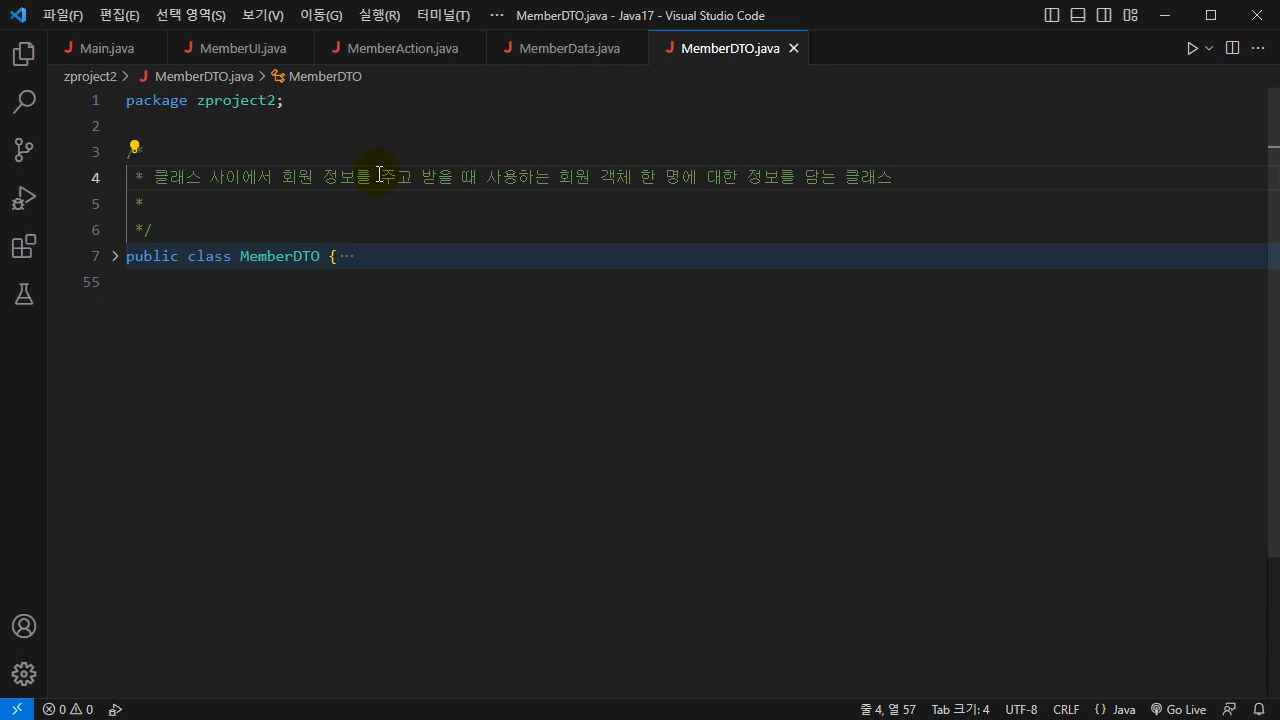 파일(F) 편집(E) 선택 영역(S) 보기(V) 이동(G) 실행(R) 터미널(T) ··· MemberDTO.java - Java17 - Visual Studio Code
J Main.java J MemberUI.java J MemberAction.java J MemberData.java J MemberDTO.java
zproject2 > J MemberDTO.java > MemberDTO
1 package zproject2;
2
3 /*
4 * 클래스 사이에서 회원 정보를 주고 받을 때 사용하는 회원 객체 한 명에 대한 정보를 담는 클래스
5 *
6 */
7 public class MemberDTO {···
55
0 0 줄 4, 열 57 Tab 크기: 4 UTF-8 CRLF {} Java Go Live